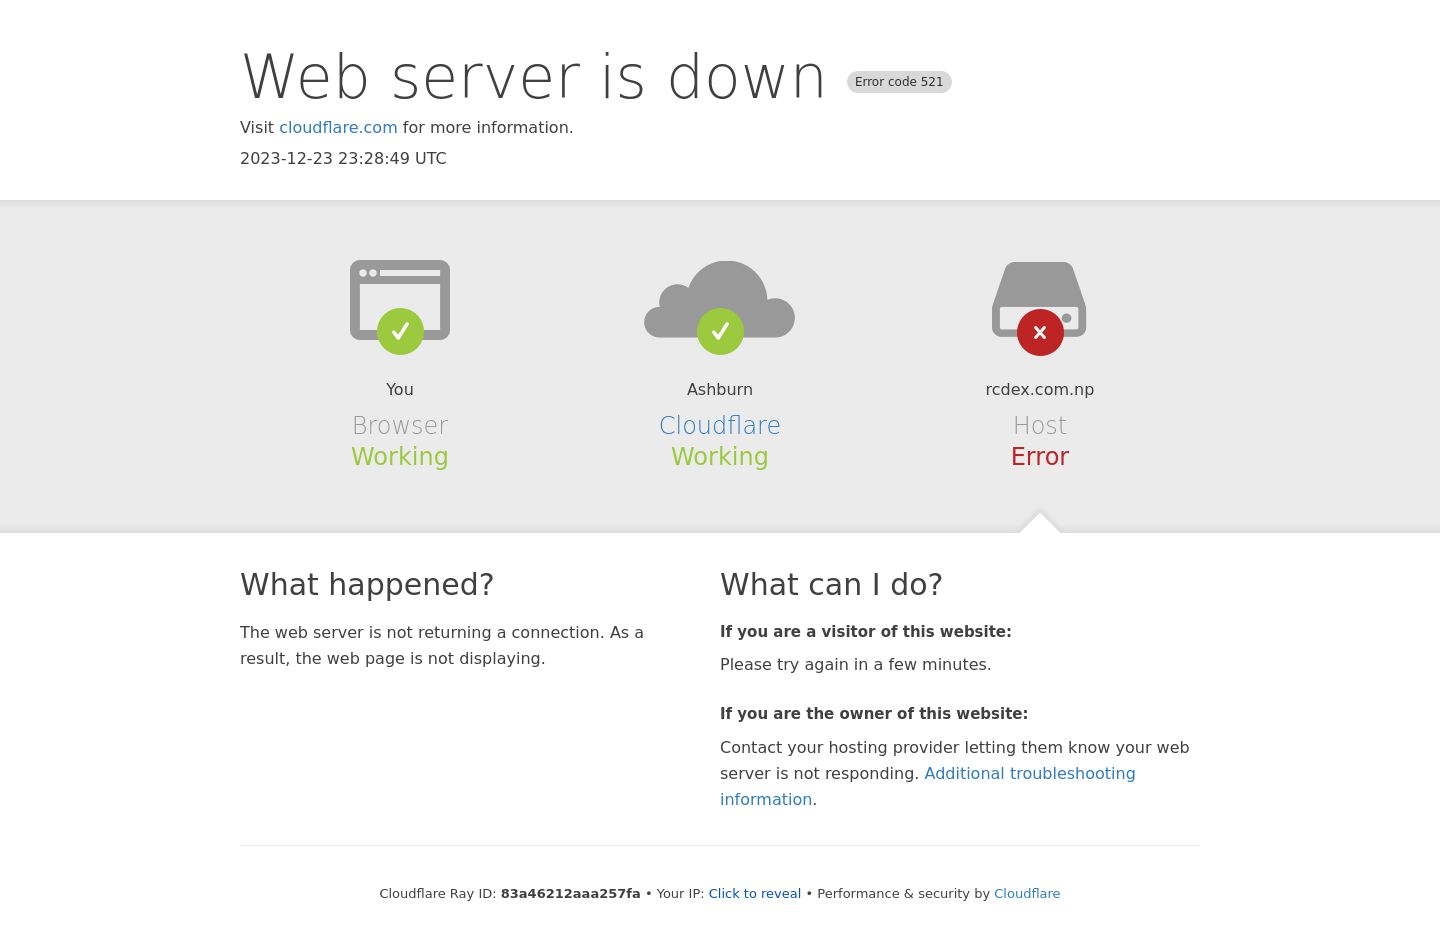 Web server is down Error code 521
Visit cloudflare.com for more information.
2023-12-23 23:28:49 UTC
You
Browser
Working
Ashburn
Cloudflare
Working
rcdex.com.np
Host
Error
What happened?
The web server is not returning a connection. As a
result, the web page is not displaying.
What can I do?
If you are a visitor of this website:
Please try again in a few minutes.
If you are the owner of this website:
Contact your hosting provider letting them know your web
server is not responding. Additional troubleshooting
information.
Cloudflare Ray ID: 83a46212aaa257fa • Your IP: Click to reveal • Performance & security by Cloudflare